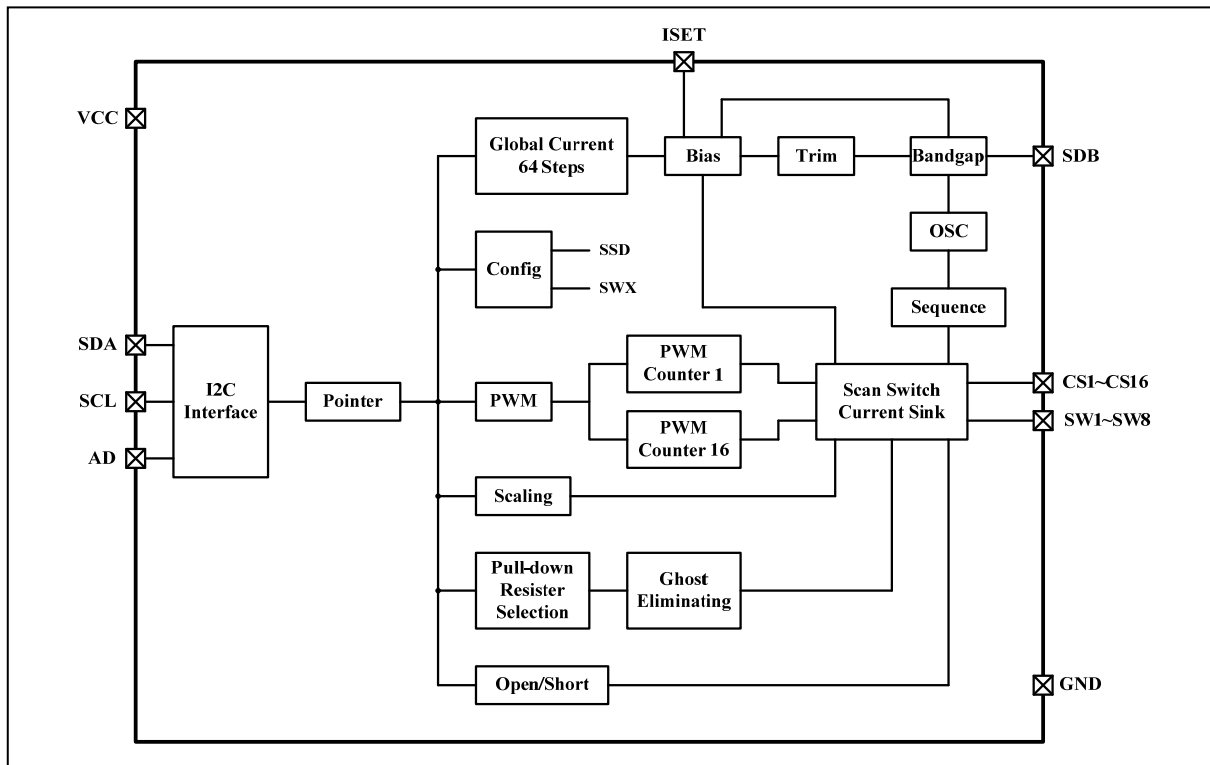 ISET
VCC
Global Current
64 Steps
Bias
Trim
Bandgap
SDB
OSC
Config
SSD
SWX
Sequence
SDA
SCL
AD
I2C
Interface
Pointer
PWM
PWM
Counter 1
PWM
Counter 16
Scan Switch
Current Sink
CS1~CS16
SW1~SW8
Scaling
Pull-down
Resister
Selection
Ghost
Eliminating
Open/Short
GND